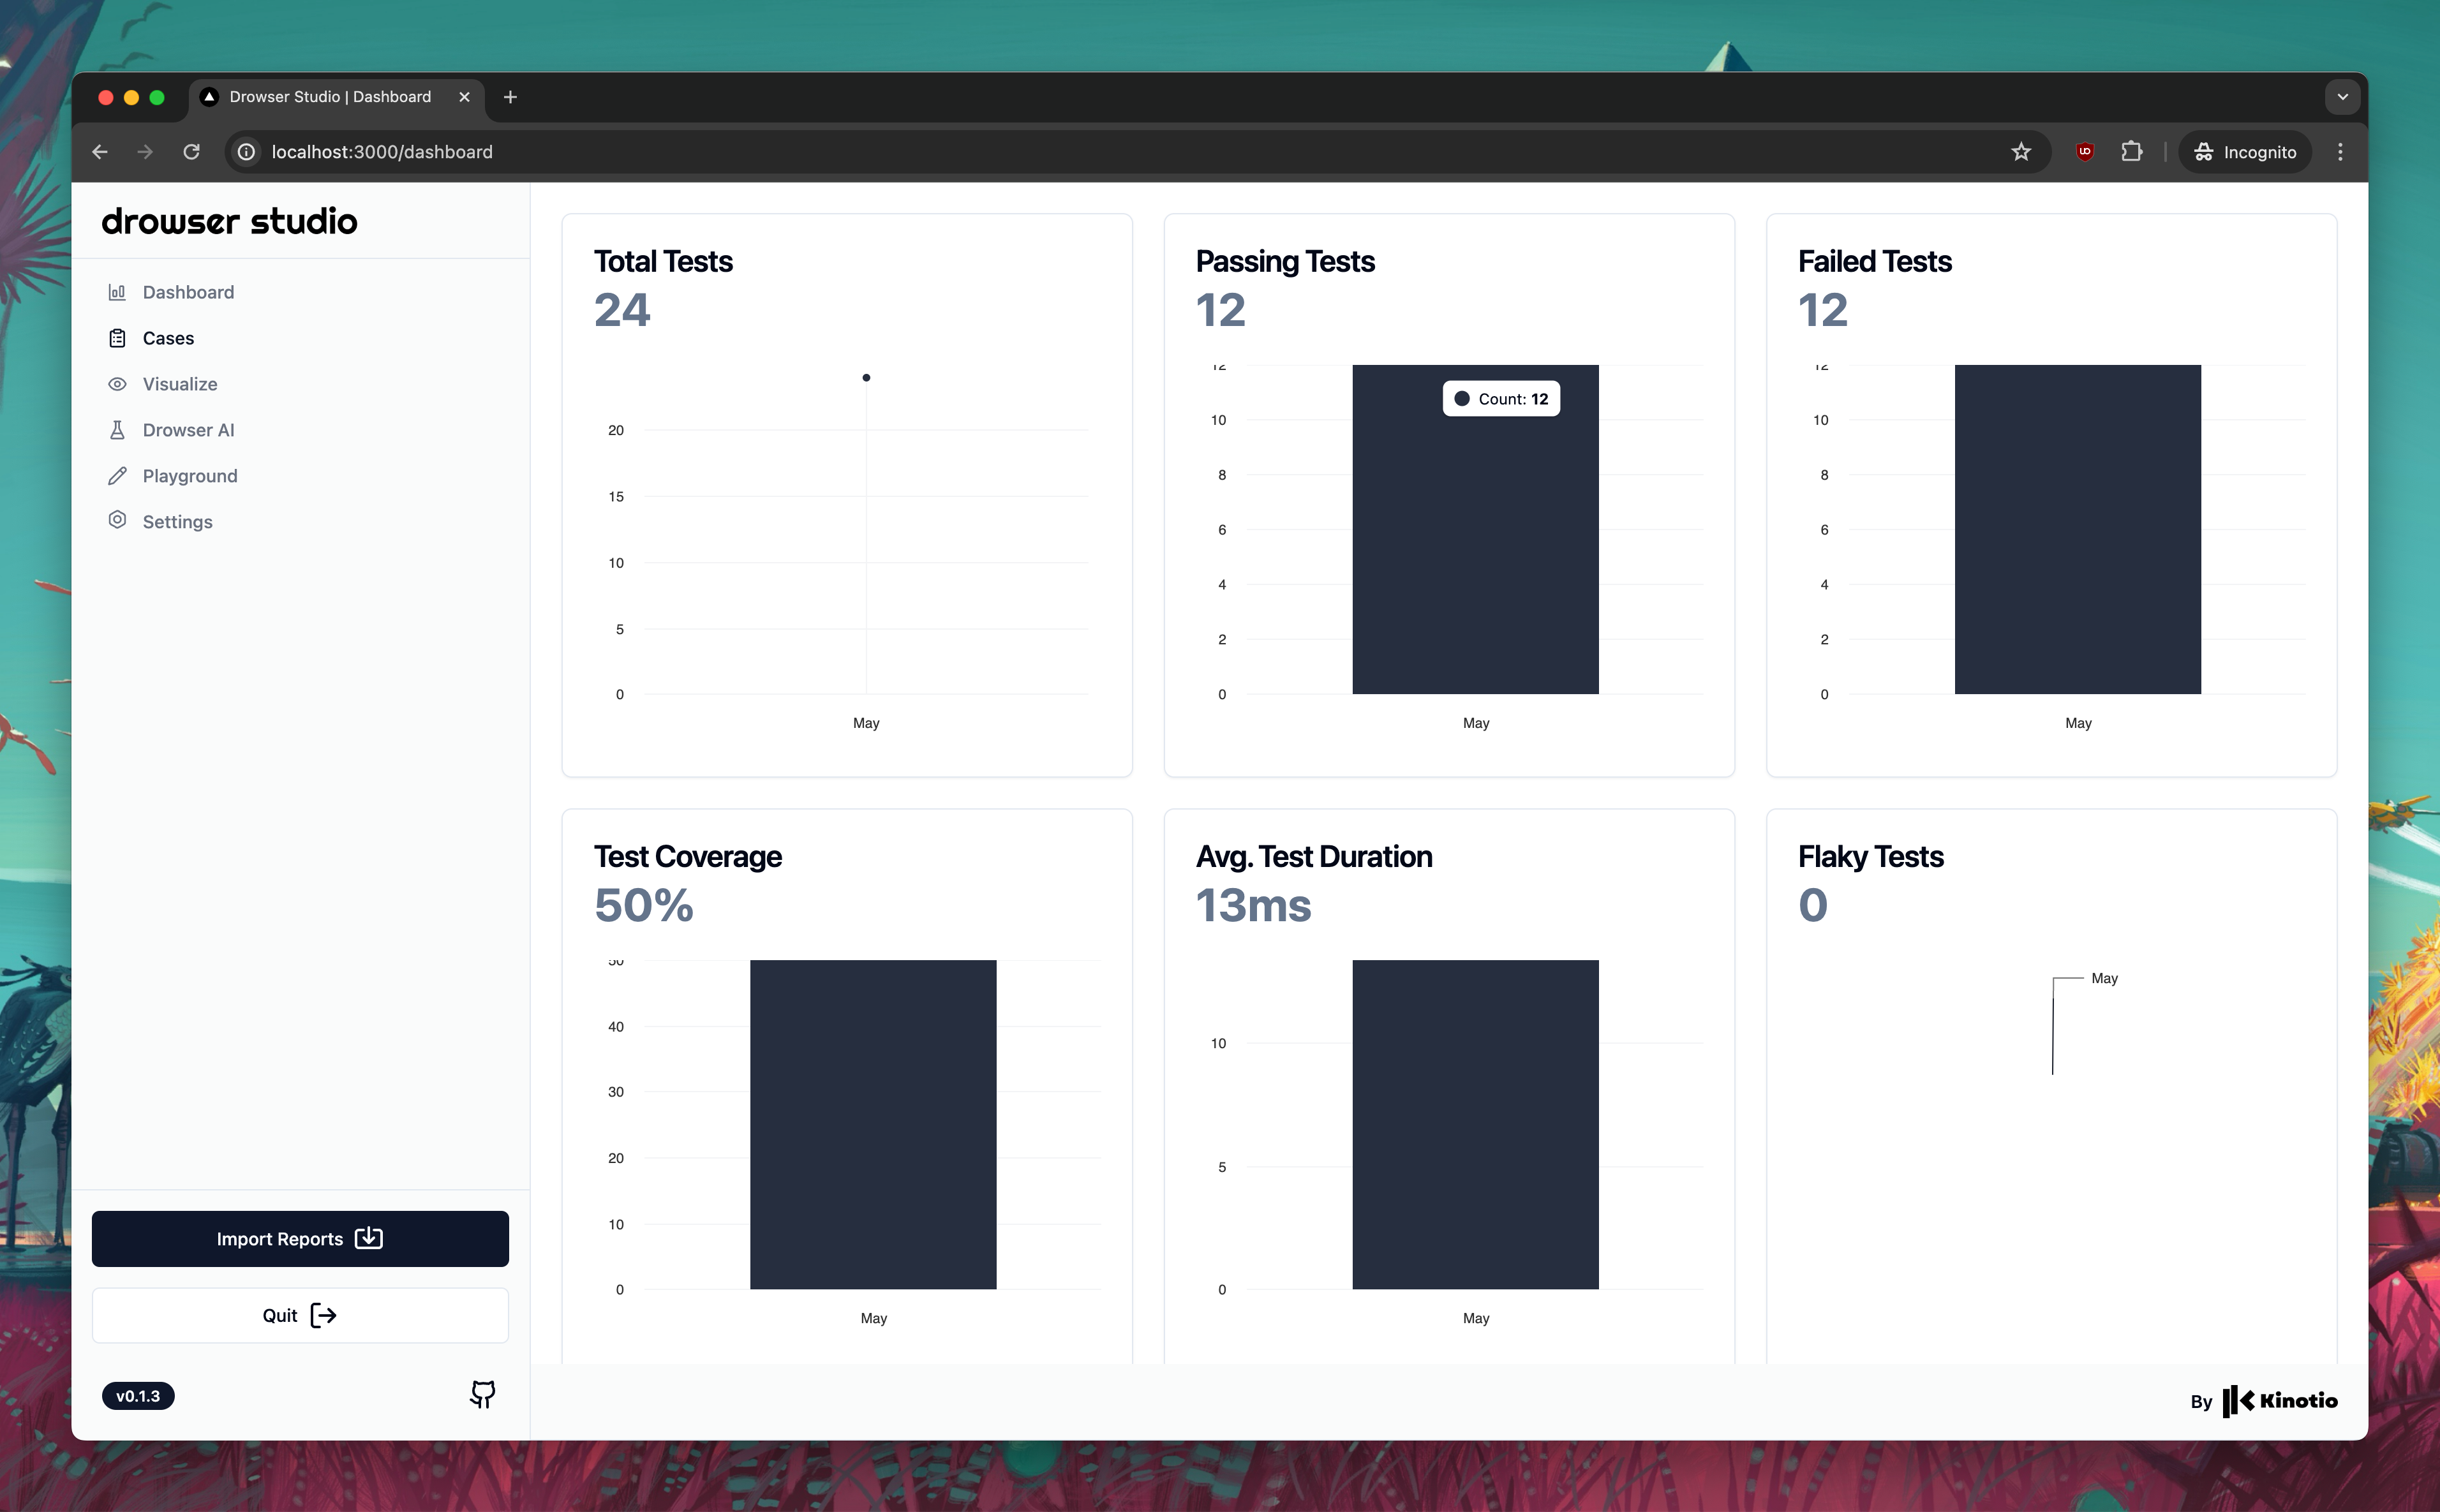 Drowser Studio | Dashboard
localhost:3000/dashboard
Incognito
drowser studio
Dashboard
Cases
Visualize
Drowser AI
Playground
Settings
Import Reports
Quit
v0.1.3
Total Tests
24
20
15
10
5
0
May
Passing Tests
12
12
Count: 12
10
8
6
4
2
0
May
Failed Tests
12
12
10
8
6
4
2
0
May
Test Coverage
50%
50
40
30
20
10
0
May
Avg. Test Duration
13ms
10
5
0
May
Flaky Tests
0
May
By Kinotio